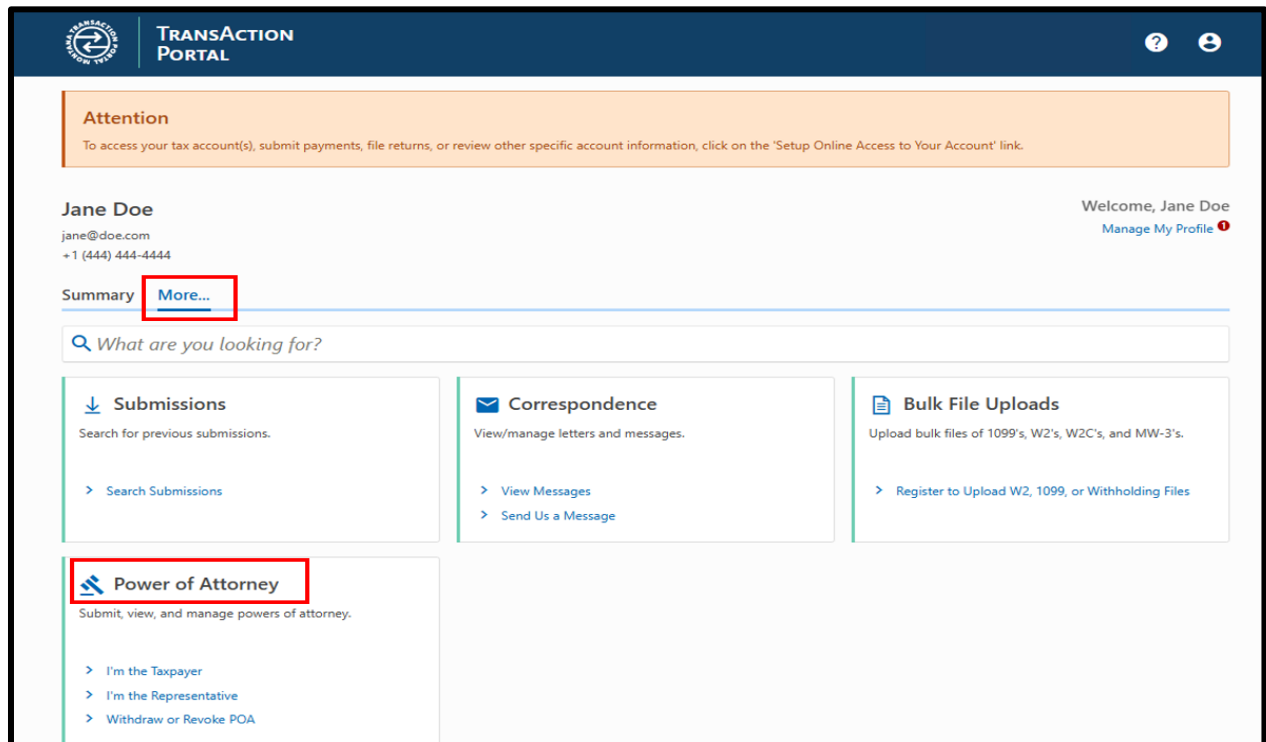 MONTANA TRANSACTION PORTAL
TRANSACTION
PORTAL
?
Attention
To access your tax account(s), submit payments, file returns, or review other specific account information, click on the 'Setup Online Access to Your Account' link.
Jane Doe
Welcome, Jane Doe
jane@doe.com
Manage My Profile 1
+1 (444) 444-4444
Summary More...
What are you looking for?
Submissions
Search for previous submissions.
> Search Submissions
Correspondence
View/manage letters and messages.
> View Messages
> Send Us a Message
Bulk File Uploads
Upload bulk files of 1099's, W2's, W2C's, and MW-3's.
> Register to Upload W2, 1099, or Withholding Files
Power of Attorney
Submit, view, and manage powers of attorney.
> I'm the Taxpayer
> I'm the Representative
> Withdraw or Revoke POA